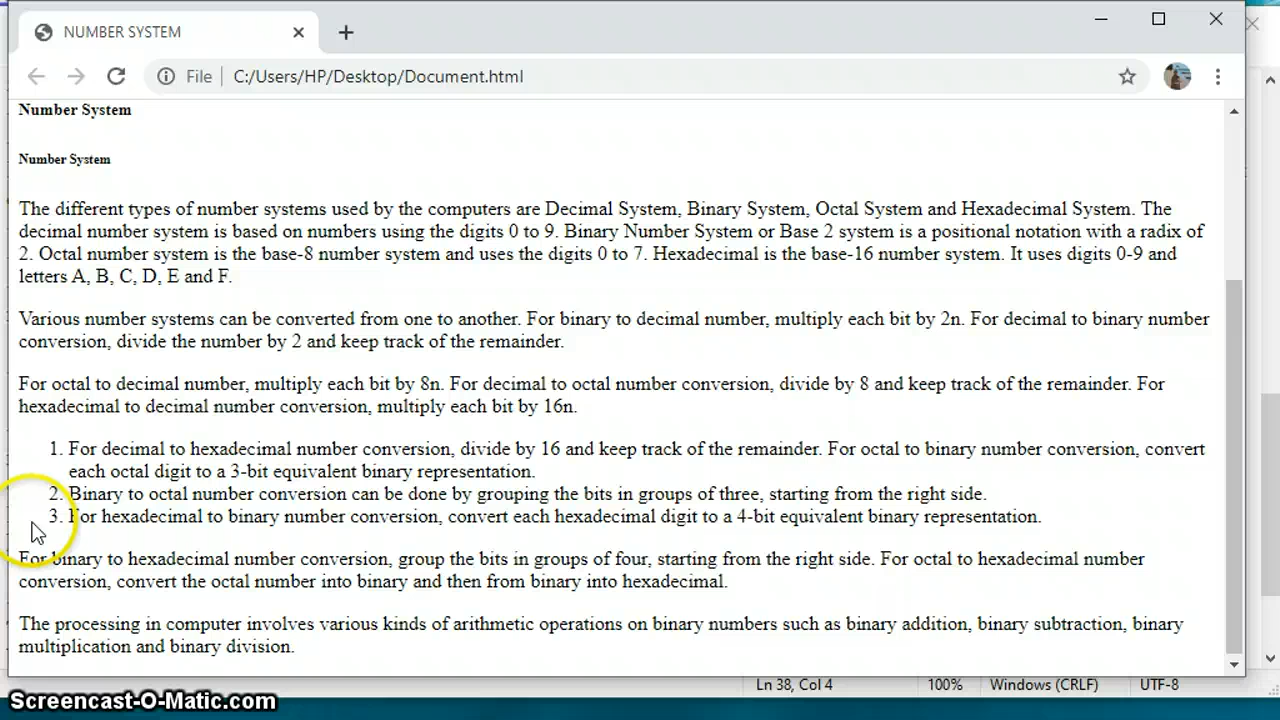 NUMBER SYSTEM
File
C:/Users/HP/Desktop/Document.html
Number System
Number System
The different types of number systems used by the computers are Decimal System, Binary System, Octal System and Hexadecimal System. The
decimal number system is based on numbers using the digits 0 to 9. Binary Number System or Base 2 system is a positional notation with a radix of
2. Octal number system is the base-8 number system and uses the digits 0 to 7. Hexadecimal is the base-16 number system. It uses digits 0-9 and
letters A, B, C, D, E and F.
Various number systems can be converted from one to another. For binary to decimal number, multiply each bit by 2n. For decimal to binary number
conversion, divide the number by 2 and keep track of the remainder.
For octal to decimal number, multiply each bit by 8n. For decimal to octal number conversion, divide by 8 and keep track of the remainder. For
hexadecimal to decimal number conversion, multiply each bit by 16n.
1. For decimal to hexadecimal number conversion, divide by 16 and keep track of the remainder. For octal to binary number conversion, convert
each octal digit to a 3-bit equivalent binary representation.
2. Binary to octal number conversion can be done by grouping the bits in groups of three, starting from the right side.
3. For hexadecimal to binary number conversion, convert each hexadecimal digit to a 4-bit equivalent binary representation.
For binary to hexadecimal number conversion, group the bits in groups of four, starting from the right side. For octal to hexadecimal number
conversion, convert the octal number into binary and then from binary into hexadecimal.
The processing in computer involves various kinds of arithmetic operations on binary numbers such as binary addition, binary subtraction, binary
multiplication and binary division.
Ln 38, Col 4
100%
Windows (CRLF)
UTF-8
Screencast-O-Matic.com